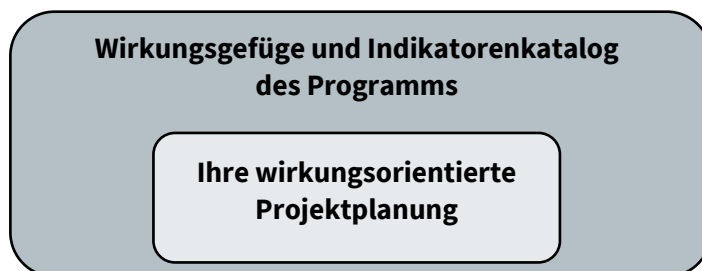 Wirkungsgefüge und Indikatorenkatalog
des Programms
Ihre wirkungsorientierte
Projektplanung